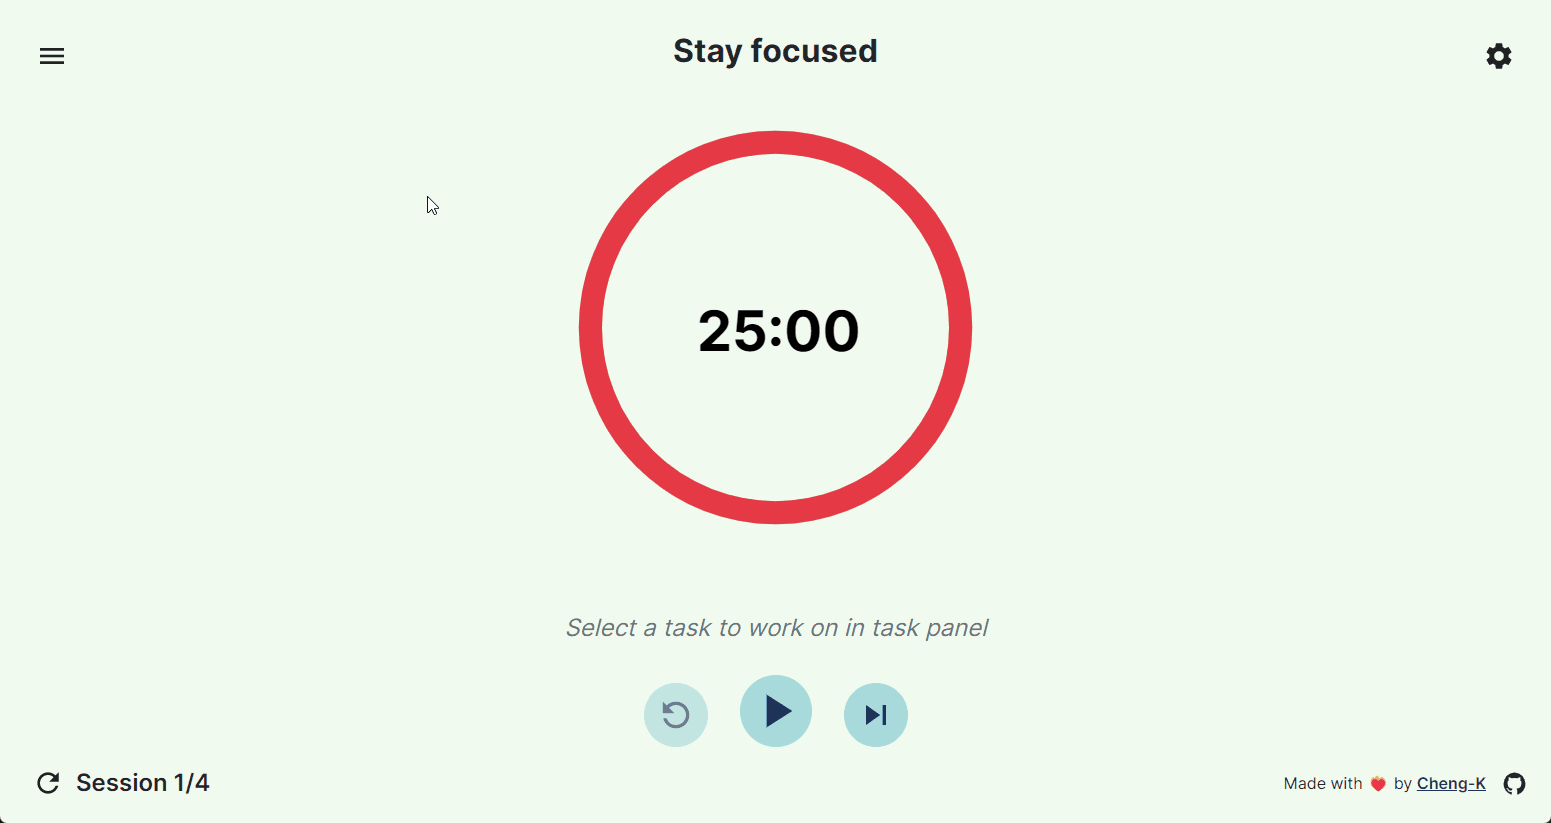 Stay focused
25:00
Select a task to work on in task panel
Session 1/4
Made with ❤️ by Cheng-K